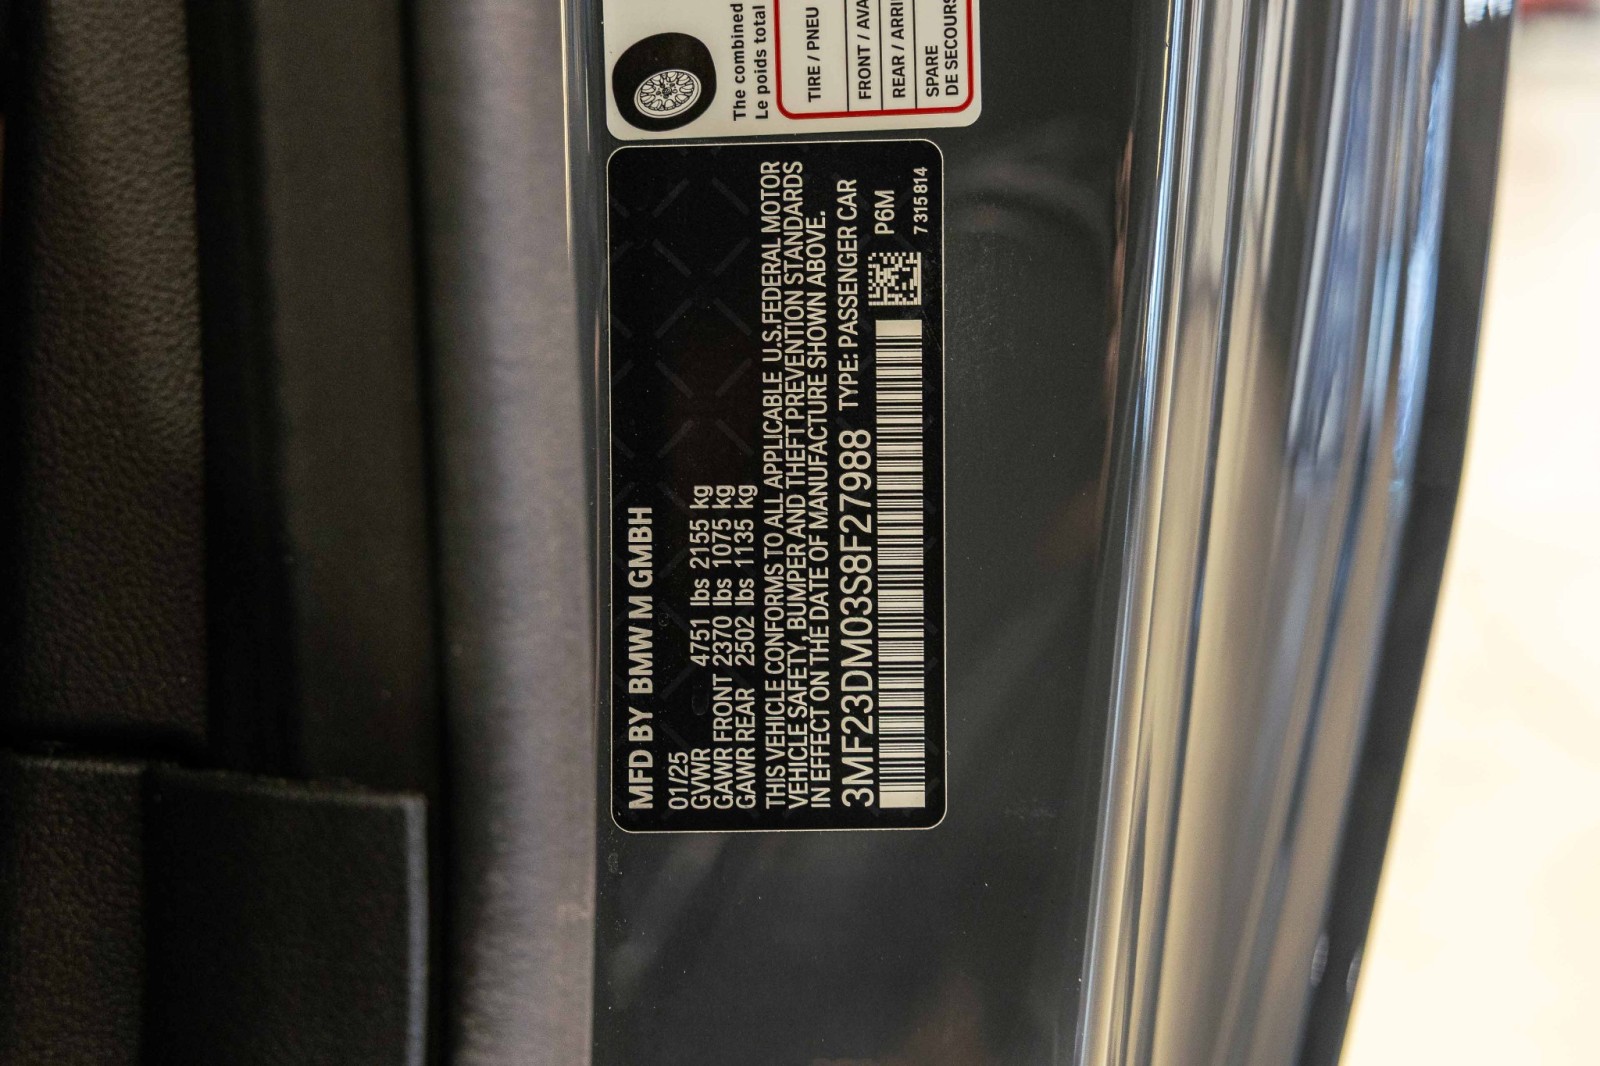 The combined
Le poids total
TIRE / PNEU
FRONT /
REAR /
SPARE
DE SECOURS
MFD BY BMW M GMBH
01/25
GVWR 4751 lbs 2155 kg
GAWR FRONT 2370 lbs 1075 kg
GAWR REAR 2502 lbs 1135 kg
THIS VEHICLE CONFORMS TO ALL APPLICABLE U.S.FEDERAL MOTOR
VEHICLE SAFETY, BUMPER AND THEFT PREVENTION STANDARDS
IN EFFECT ON THE DATE OF MANUFACTURE SHOWN ABOVE.
3MF23DM03S8F27988 TYPE: PASSENGER CAR
P6M
7 315 814